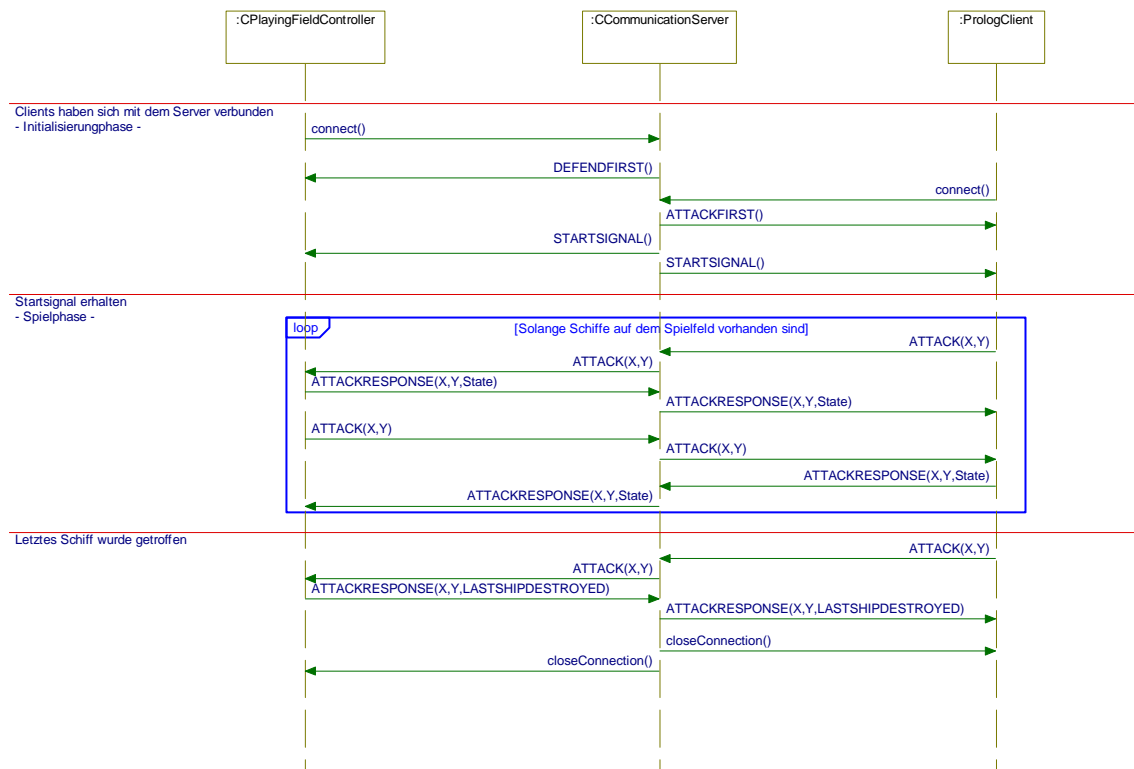 :CPlayingFieldController
:CCommunicationServer
:PrologClient
Clients haben sich mit dem Server verbunden
- Initialisierungphase -
connect()
DEFENDFIRST()
connect()
ATTACKFIRST()
STARTSIGNAL()
STARTSIGNAL()
Startsignal erhalten
- Spielphase -
loop
[Solange Schiffe auf dem Spielfeld vorhanden sind]
ATTACK(X,Y)
ATTACK(X,Y)
ATTACKRESPONSE(X,Y,State)
ATTACKRESPONSE(X,Y,State)
ATTACK(X,Y)
ATTACK(X,Y)
ATTACKRESPONSE(X,Y,State)
ATTACKRESPONSE(X,Y,State)
Letztes Schiff wurde getroffen
ATTACK(X,Y)
ATTACK(X,Y)
ATTACKRESPONSE(X,Y,LASTSHIPDESTROYED)
ATTACKRESPONSE(X,Y,LASTSHIPDESTROYED)
closeConnection()
closeConnection()